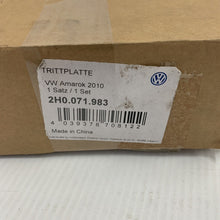 TRITTPLATTE
VW Amarok 2010
1 Satz / 1 Set
2H0.071.983
4 039376 708122
Made in China